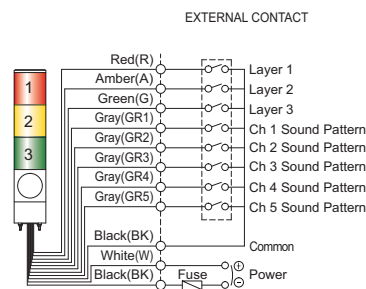 EXTERNAL CONTACT
Red(R)
Layer 1
Amber(A)
Layer 2
Green(G)
Layer 3
Gray(GR1)
Ch 1 Sound Pattern
Gray(GR2)
Ch 2 Sound Pattern
Gray(GR3)
Ch 3 Sound Pattern
Gray(GR4)
Ch 4 Sound Pattern
Gray(GR5)
Ch 5 Sound Pattern
1
2
3
Black(BK)
Common
White(W)
Black(BK)
Fuse
⊕
⊖
Power